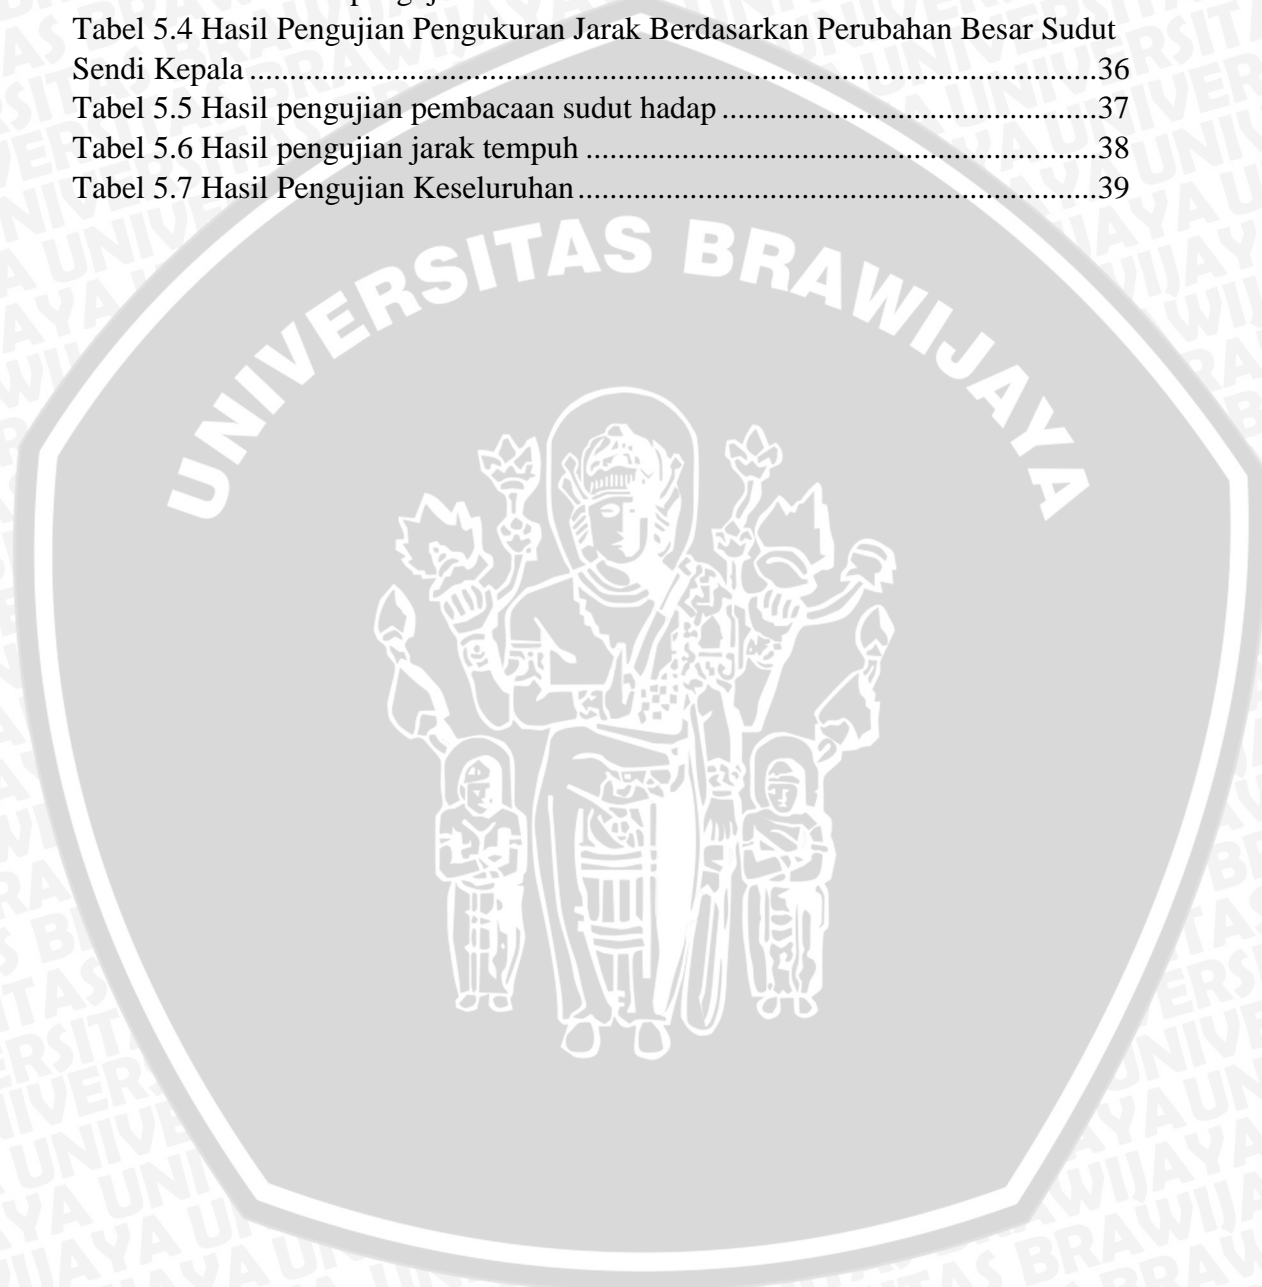 Tabel 5.4 Hasil Pengujian Pengukuran Jarak Berdasarkan Perubahan Besar Sudut
Sendi Kepala ............................................................................................................36
Tabel 5.5 Hasil pengujian pembacaan sudut hadap ................................................37
Tabel 5.6 Hasil pengujian jarak tempuh .................................................................38
Tabel 5.7 Hasil Pengujian Keseluruhan ..................................................................39
UNIVERSITAS BRAWIJAYA